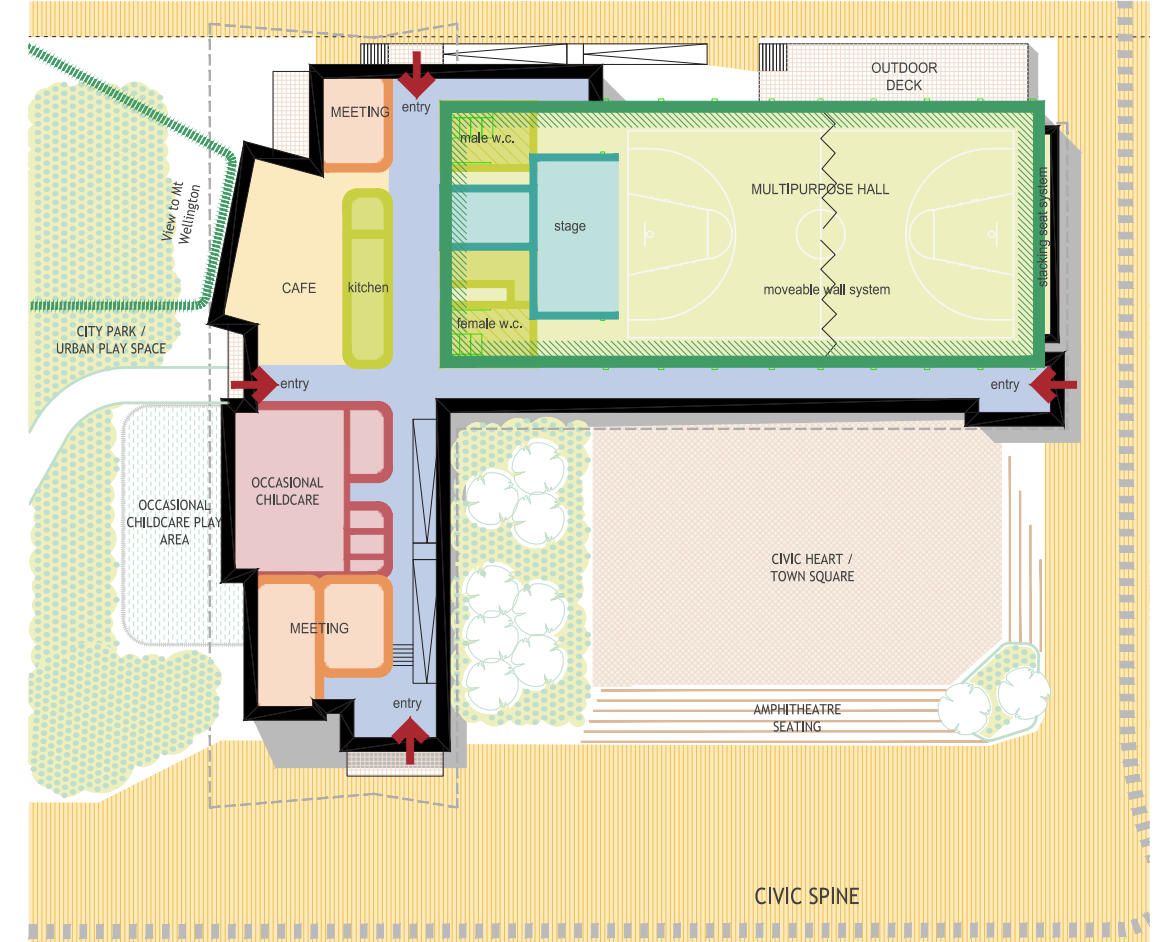 OUTDOOR
DECK
MEETING
entry
male w.c.
MULTIPURPOSE HALL
stacking seat system
View to Mt
Wellington
stage
CAFE
kitchen
moveable wall system
female w.c.
CITY PARK /
URBAN PLAY SPACE
entry
entry
OCCASIONAL
CHILDCARE
OCCASIONAL
CHILDCARE PLAY
AREA
CIVIC HEART /
TOWN SQUARE
MEETING
entry
AMPHITHEATRE
SEATING
CIVIC SPINE